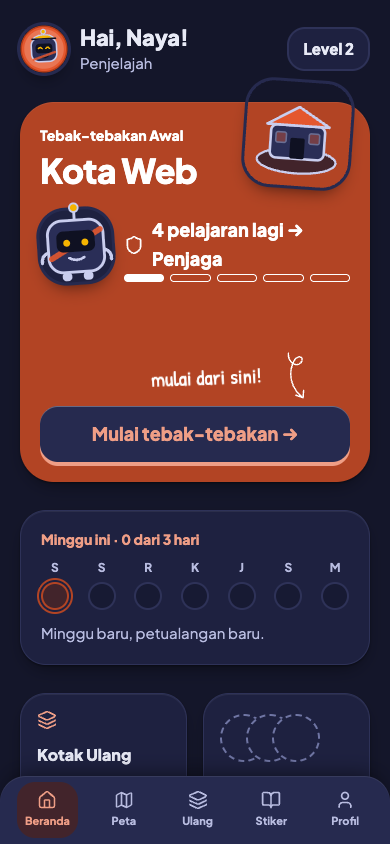 Hai, Naya!
Penjelajah
Level 2
Tebak-tebakan Awal
Kota Web
4 pelajaran lagi →
Penjaga
mulai dari sini!
Mulai tebak-tebakan →
Minggu ini · 0 dari 3 hari
S S R K J S M
Minggu baru, petualangan baru.
Kotak Ulang
Beranda Peta Ulang Stiker Profil